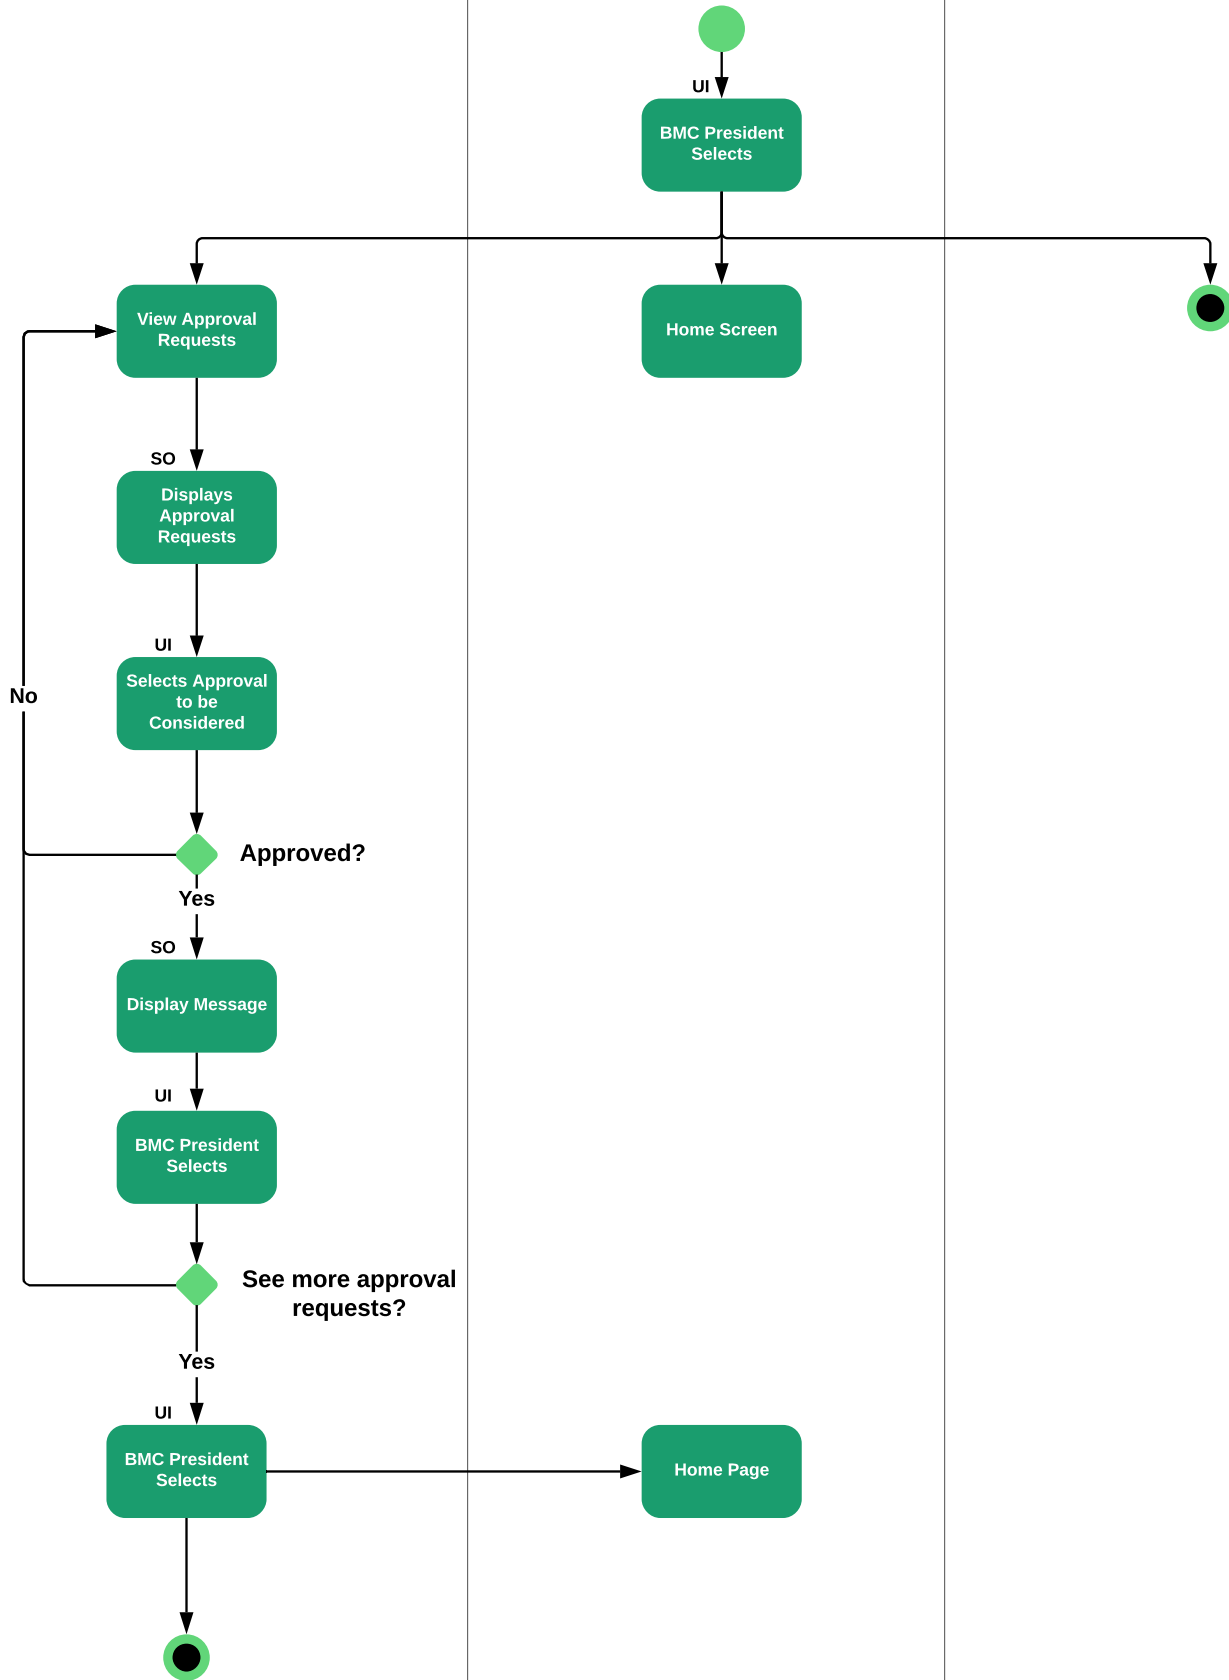 UI
BMC President
Selects
View Approval
Requests
Home Screen
SO
Displays
Approval
Requests
UI
Selects Approval
to be
Considered
No
Approved?
Yes
SO
Display Message
UI
BMC President
Selects
See more approval
requests?
Yes
UI
BMC President
Selects
Home Page